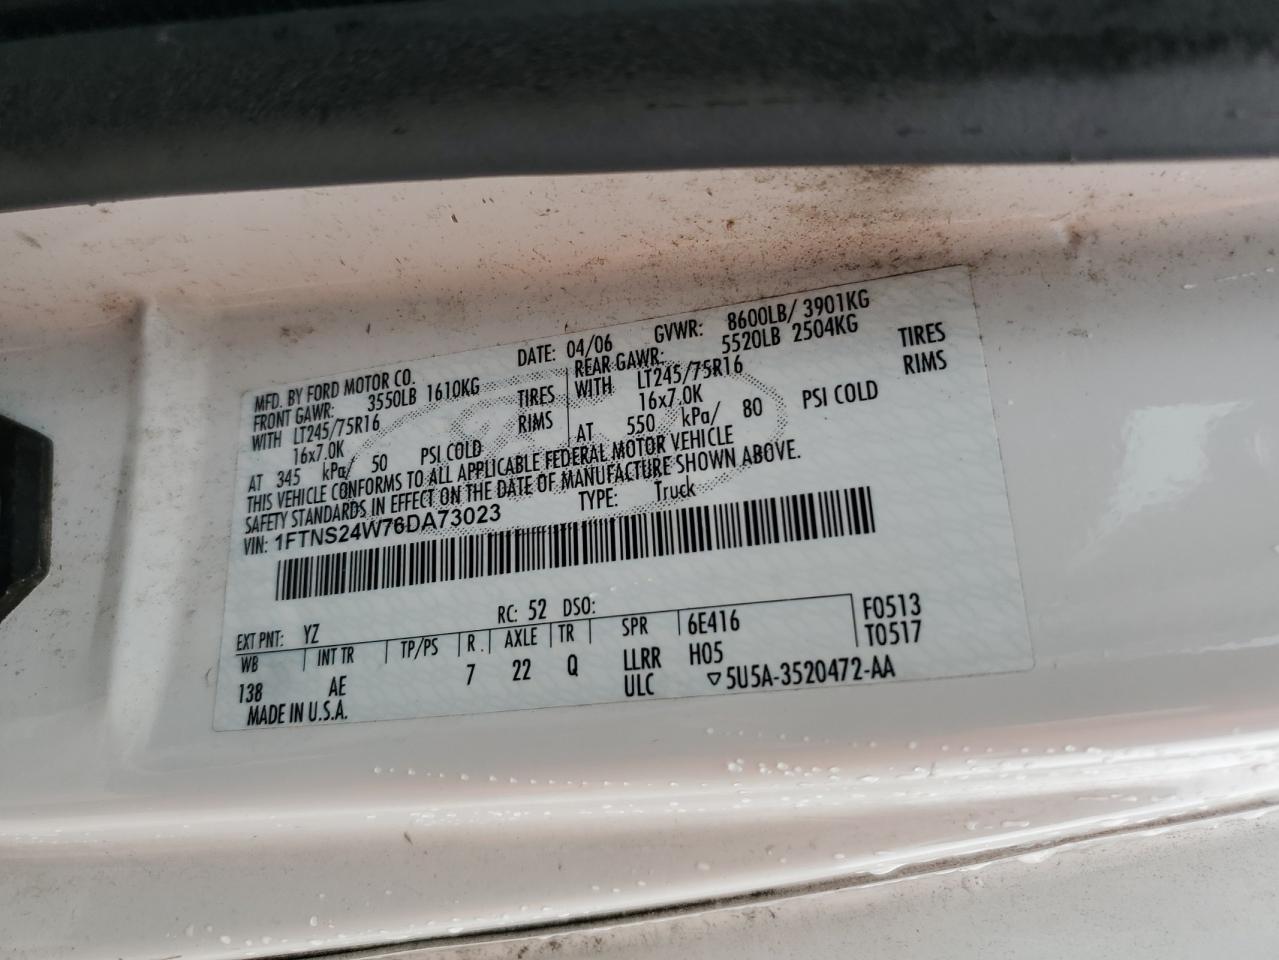 MFD. BY FORD MOTOR CO.
DATE: 04/06 GVWR: 8600LB/ 3901KG
FRONT GAWR: 3550LB 1610KG
REAR GAWR: 5520LB 2504KG
WITH LT245/75R16 TIRES
WITH LT245/75R16 TIRES
16x7.0K RIMS
16x7.0K RIMS
AT 345 kPa/ 50 PSI COLD
AT 550 kPa/ 80 PSI COLD
THIS VEHICLE CONFORMS TO ALL APPLICABLE FEDERAL MOTOR VEHICLE
SAFETY STANDARDS IN EFFECT ON THE DATE OF MANUFACTURE SHOWN ABOVE.
VIN: 1FTNS24W76DA73023 TYPE: Truck
EXT PNT: YZ RC: 52 DSO:
WB INT TR TP/PS R. AXLE TR SPR 6E416 F0513
138 AE 7 22 Q LLRR H05 T0517
MADE IN U.S.A. ULC ▽5U5A-3520472-AA